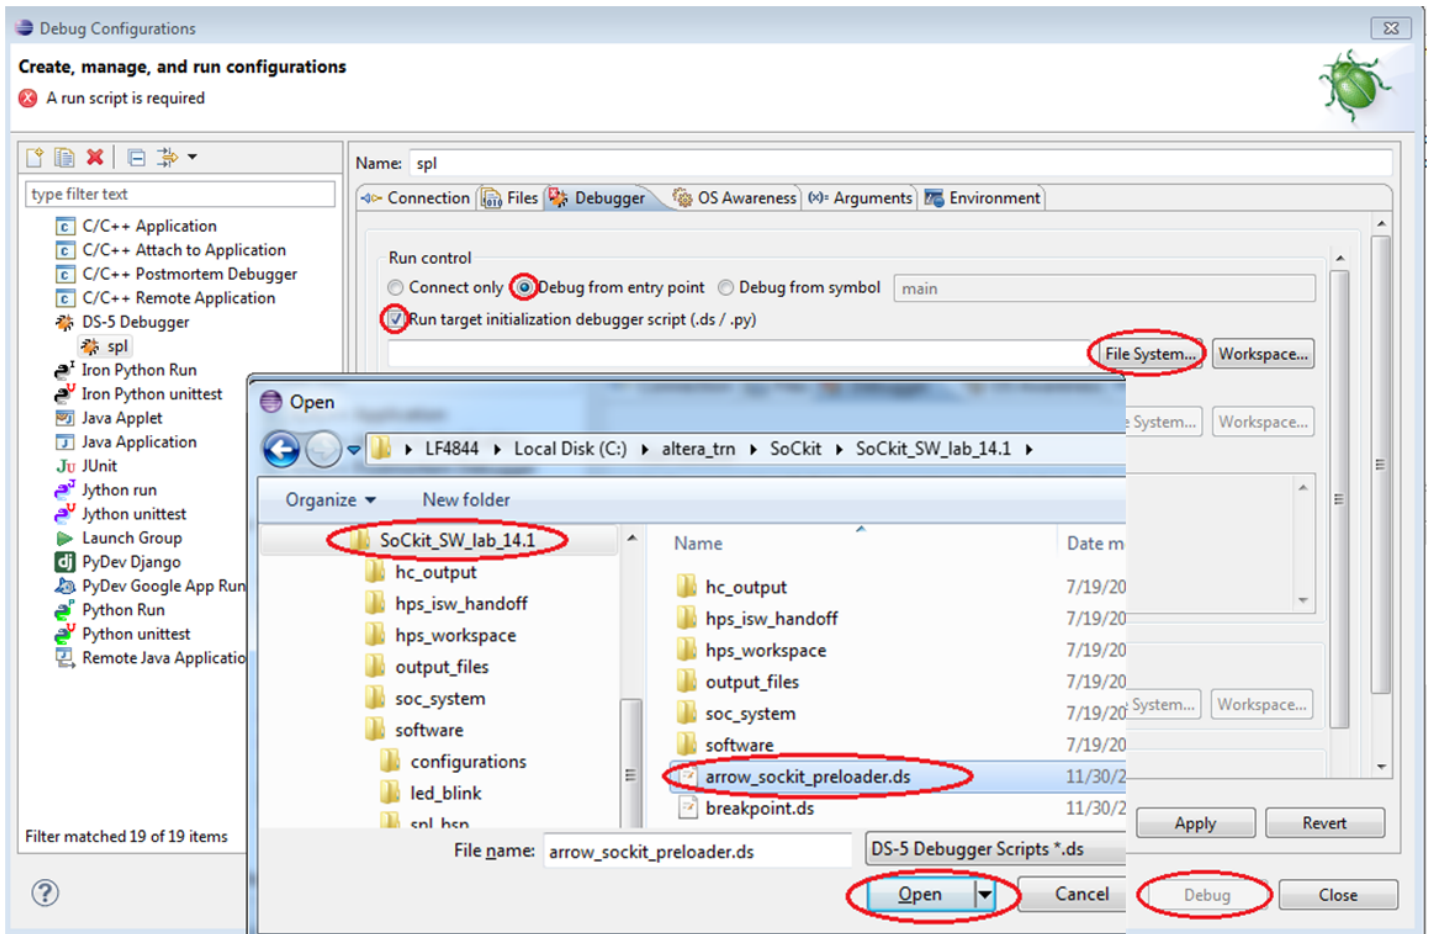 Debug Configurations
Create, manage, and run configurations
A run script is required
type filter text
C/C++ Application
C/C++ Attach to Application
C/C++ Postmortem Debugger
C/C++ Remote Application
DS-5 Debugger
spl
Iron Python Run
Iron Python unittest
Java Applet
Java Application
JUnit
Jython run
Jython unittest
Launch Group
PyDev Django
PyDev Google App Run
Python Run
Python unittest
Remote Java Applicatio
Filter matched 19 of 19 items
Name: spl
Connection Files Debugger OS Awareness (x)= Arguments Environment
Run control
Connect only Debug from entry point Debug from symbol main
Run target initialization debugger script (.ds / .py)
File System... Workspace...
System... Workspace...
System... Workspace...
Open
LF4844 Local Disk (C:) altera_trn SoCkit SoCkit_SW_lab_14.1
Organize New folder
SoCkit_SW_lab_14.1
hc_output
hps_isw_handoff
hps_workspace
output_files
soc_system
software
configurations
led_blink
spl_bsp
Name Date m
hc_output 7/19/20
hps_isw_handoff 7/19/20
hps_workspace 7/19/20
output_files 7/19/20
soc_system 7/19/20
software 7/19/20
arrow_sockit_preloader.ds 11/30/2
breakpoint.ds 11/30/2
File name: arrow_sockit_preloader.ds DS-5 Debugger Scripts *.ds
Open Cancel
Apply Revert
Debug Close